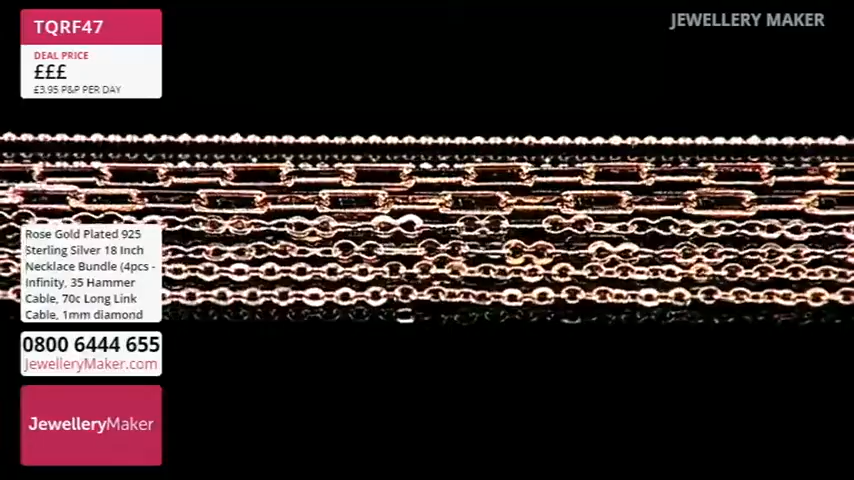 TQRF47
JEWELLERY MAKER
DEAL PRICE
£££
£3.95 P&P PER DAY
Rose Gold Plated 925
Sterling Silver 18 Inch
Necklace Bundle (4pcs -
Infinity, 35 Hammer
Cable, 70c Long Link
Cable, 1mm diamond
0800 6444 655
JewelleryMaker.com
JewelleryMaker